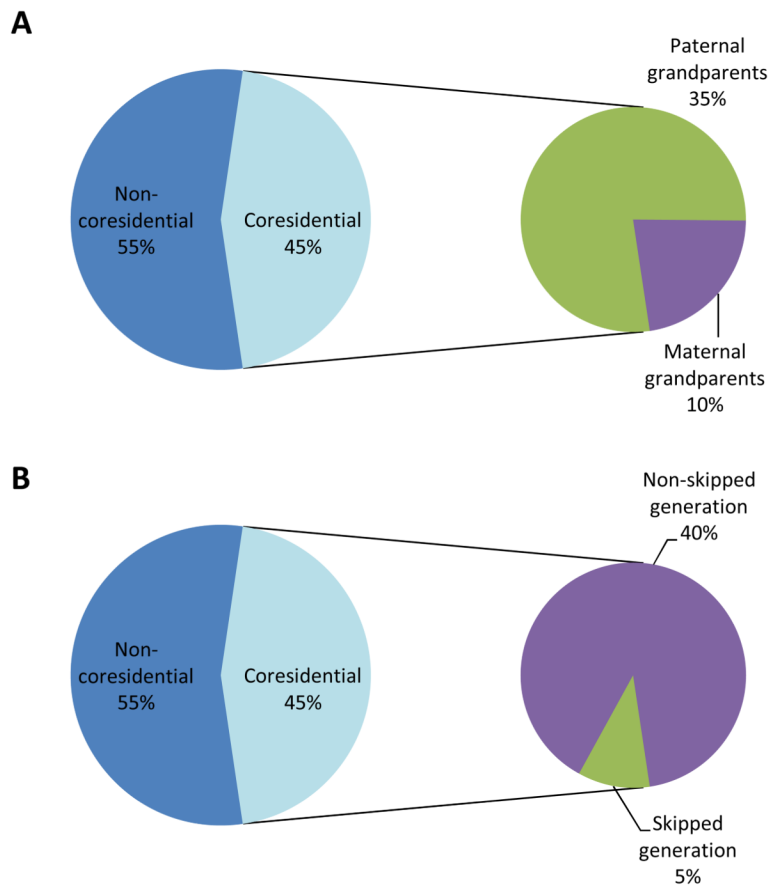 A
Paternal
grandparents
35%
Non-
coresidential
55%
Coresidential
45%
Maternal
grandparents
10%
B
Non-skipped
generation
40%
Non-
coresidential
55%
Coresidential
45%
Skipped
generation
5%